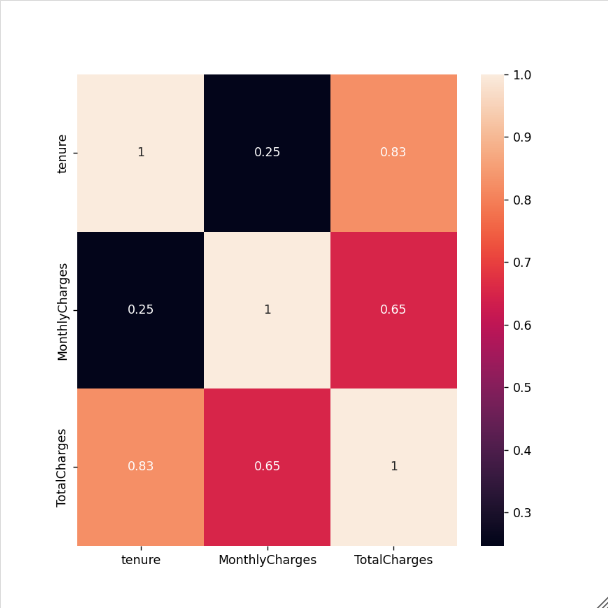 1.0
tenure
1
0.25
0.83
0.9
0.8
0.7
MonthlyCharges
0.25
1
0.65
0.6
0.5
TotalCharges
0.83
0.65
1
0.4
0.3
tenure
MonthlyCharges
TotalCharges